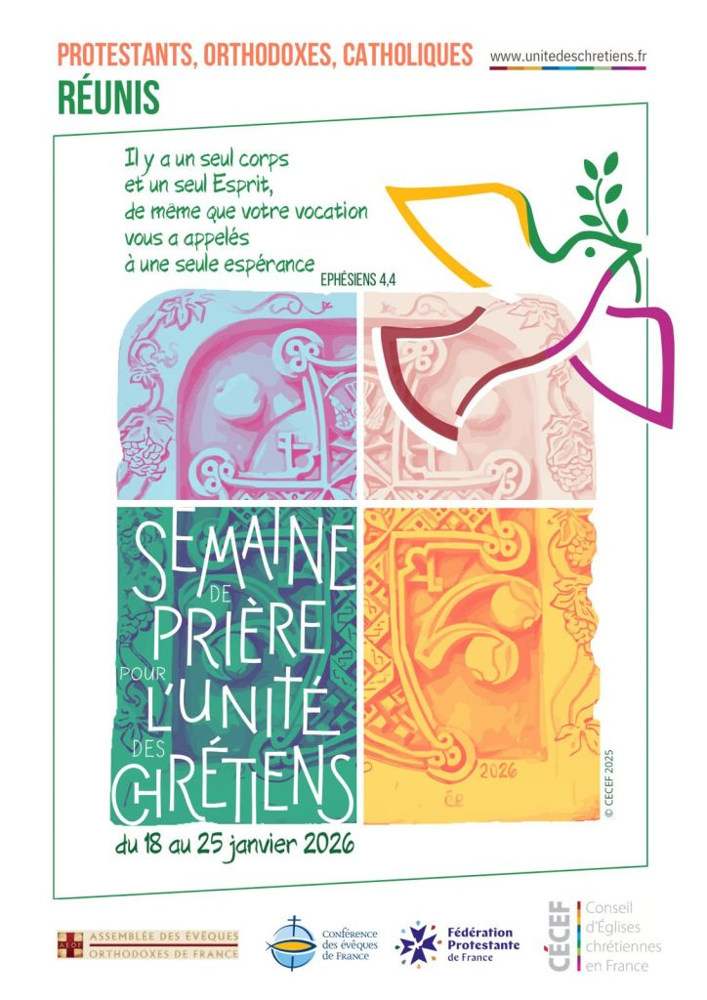 PROTESTANTS, ORTHODOXES, CATHOLIQUES
RÉUNIS
www.unitedeschretiens.fr
Il y a un seul corps
et un seul Esprit,
de même que votre vocation
vous a appelés
à une seule espérance
EPHÉSIENS 4,4
SEMAINE
DE
PRIÈRE
POUR
L'UNITÉ
DES
CHRÉTIENS
du 18 au 25 janvier 2026
2026
© CECEF 2025
AEOF
ASSEMBLÉE DES ÉVÊQUES
ORTHODOXES DE FRANCE
Conférence
des évêques
de France
Fédération
Protestante
de France
CÉCEF
Conseil
d'Églises
chrétiennes
en France